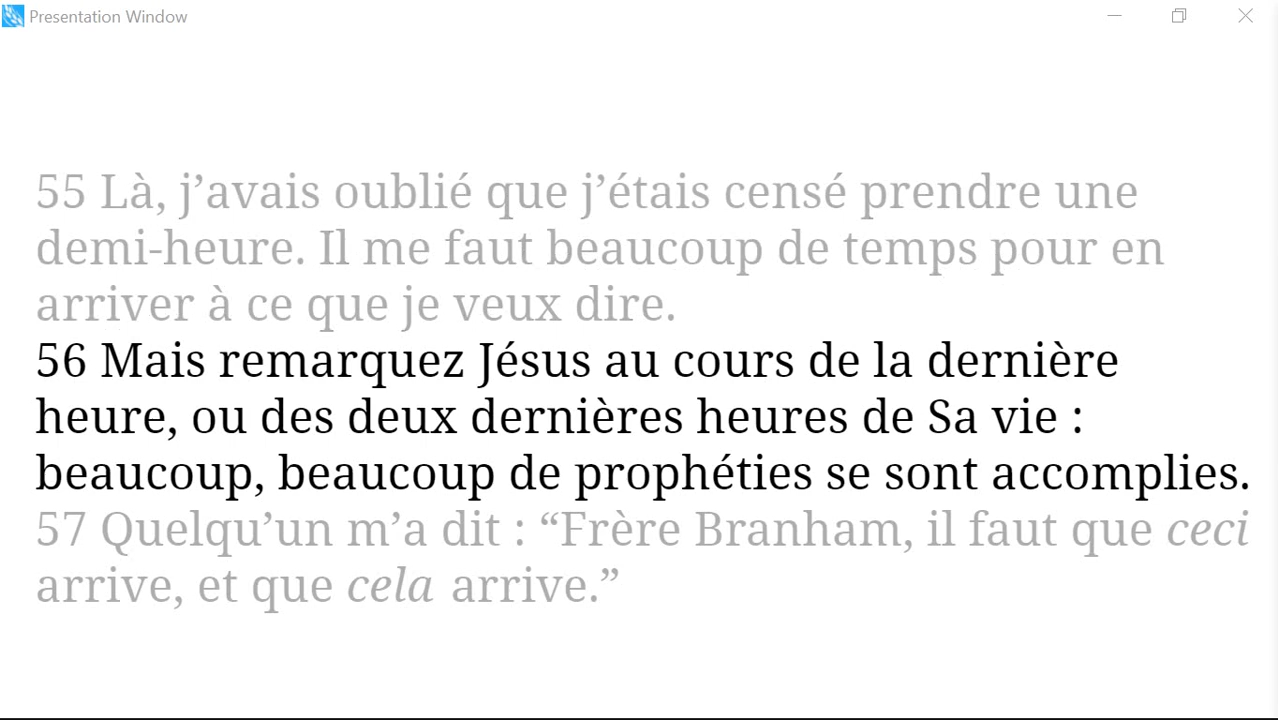 Presentation Window
55 Là, j’avais oublié que j’étais censé prendre une
demi-heure. Il me faut beaucoup de temps pour en
arriver à ce que je veux dire.
56 Mais remarquez Jésus au cours de la dernière
heure, ou des deux dernières heures de Sa vie :
beaucoup, beaucoup de prophéties se sont accomplies.
57 Quelqu’un m’a dit : “Frère Branham, il faut que ceci
arrive, et que cela arrive.”